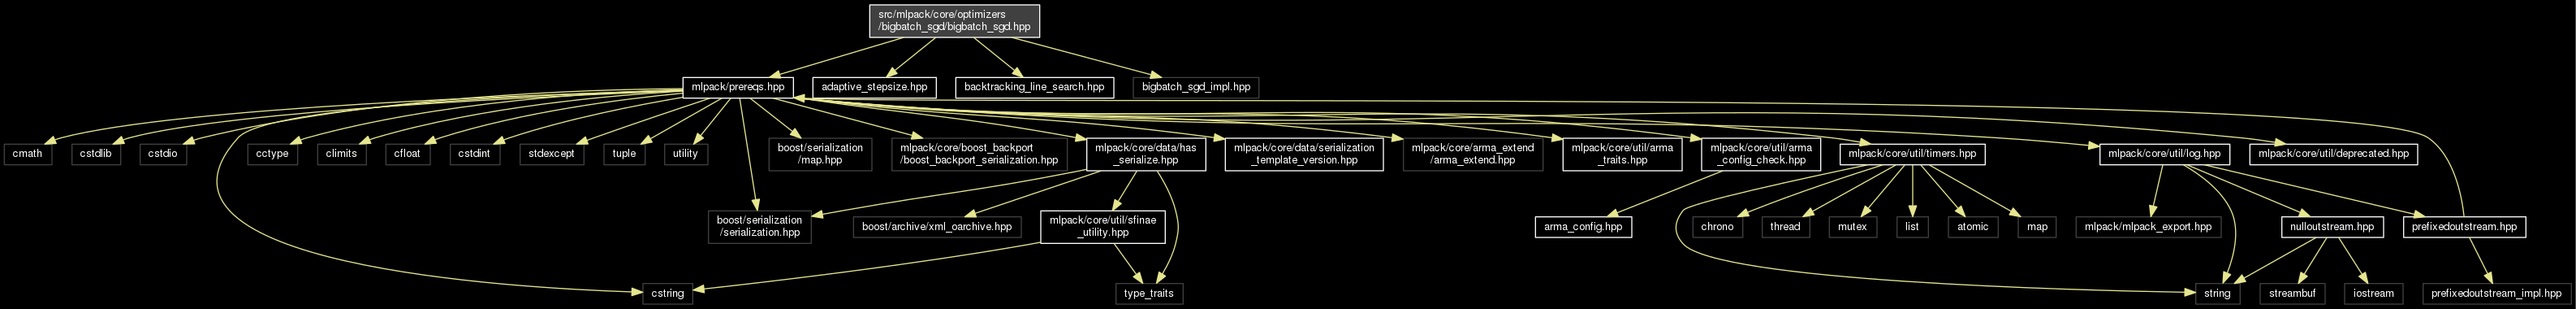 src/mlpack/core/optimizers
/bigbatch_sgd/bigbatch_sgd.hpp
mlpack/prereqs.hpp
adaptive_stepsize.hpp
backtracking_line_search.hpp
bigbatch_sgd_impl.hpp
cmath
cstdlib
cstdio
cctype
climits
cfloat
cstdint
stdexcept
tuple
utility
boost/serialization
/map.hpp
mlpack/core/boost_backport
/boost_backport_serialization.hpp
mlpack/core/data/has
_serialize.hpp
mlpack/core/data/serialization
_template_version.hpp
mlpack/core/arma_extend
/arma_extend.hpp
mlpack/core/util/arma
_traits.hpp
mlpack/core/util/arma
_config_check.hpp
mlpack/core/util/timers.hpp
mlpack/core/util/log.hpp
mlpack/core/util/deprecated.hpp
boost/serialization
/serialization.hpp
boost/archive/xml_oarchive.hpp
mlpack/core/util/sfinae
_utility.hpp
arma_config.hpp
chrono
thread
mutex
list
atomic
map
mlpack/mlpack_export.hpp
nulloutstream.hpp
prefixedoutstream.hpp
cstring
type_traits
string
streambuf
iostream
prefixedoutstream_impl.hpp